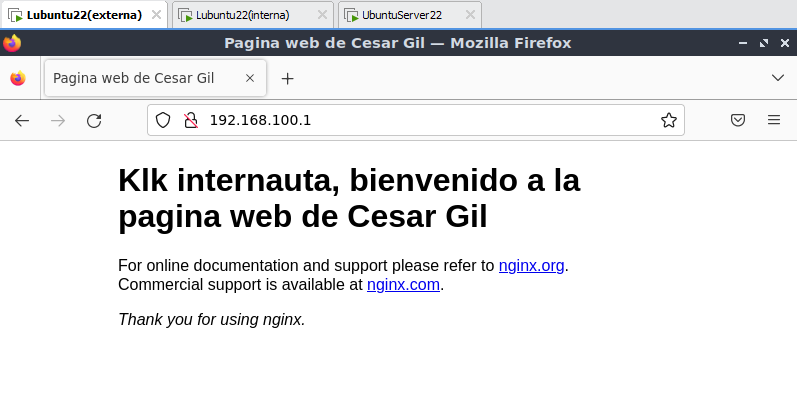 Lubuntu22(externa)
Lubuntu22(interna)
UbuntuServer22
Pagina web de Cesar Gil — Mozilla Firefox
Pagina web de Cesar Gil
192.168.100.1
Klk internauta, bienvenido a la
pagina web de Cesar Gil
For online documentation and support please refer to nginx.org.
Commercial support is available at nginx.com.
Thank you for using nginx.